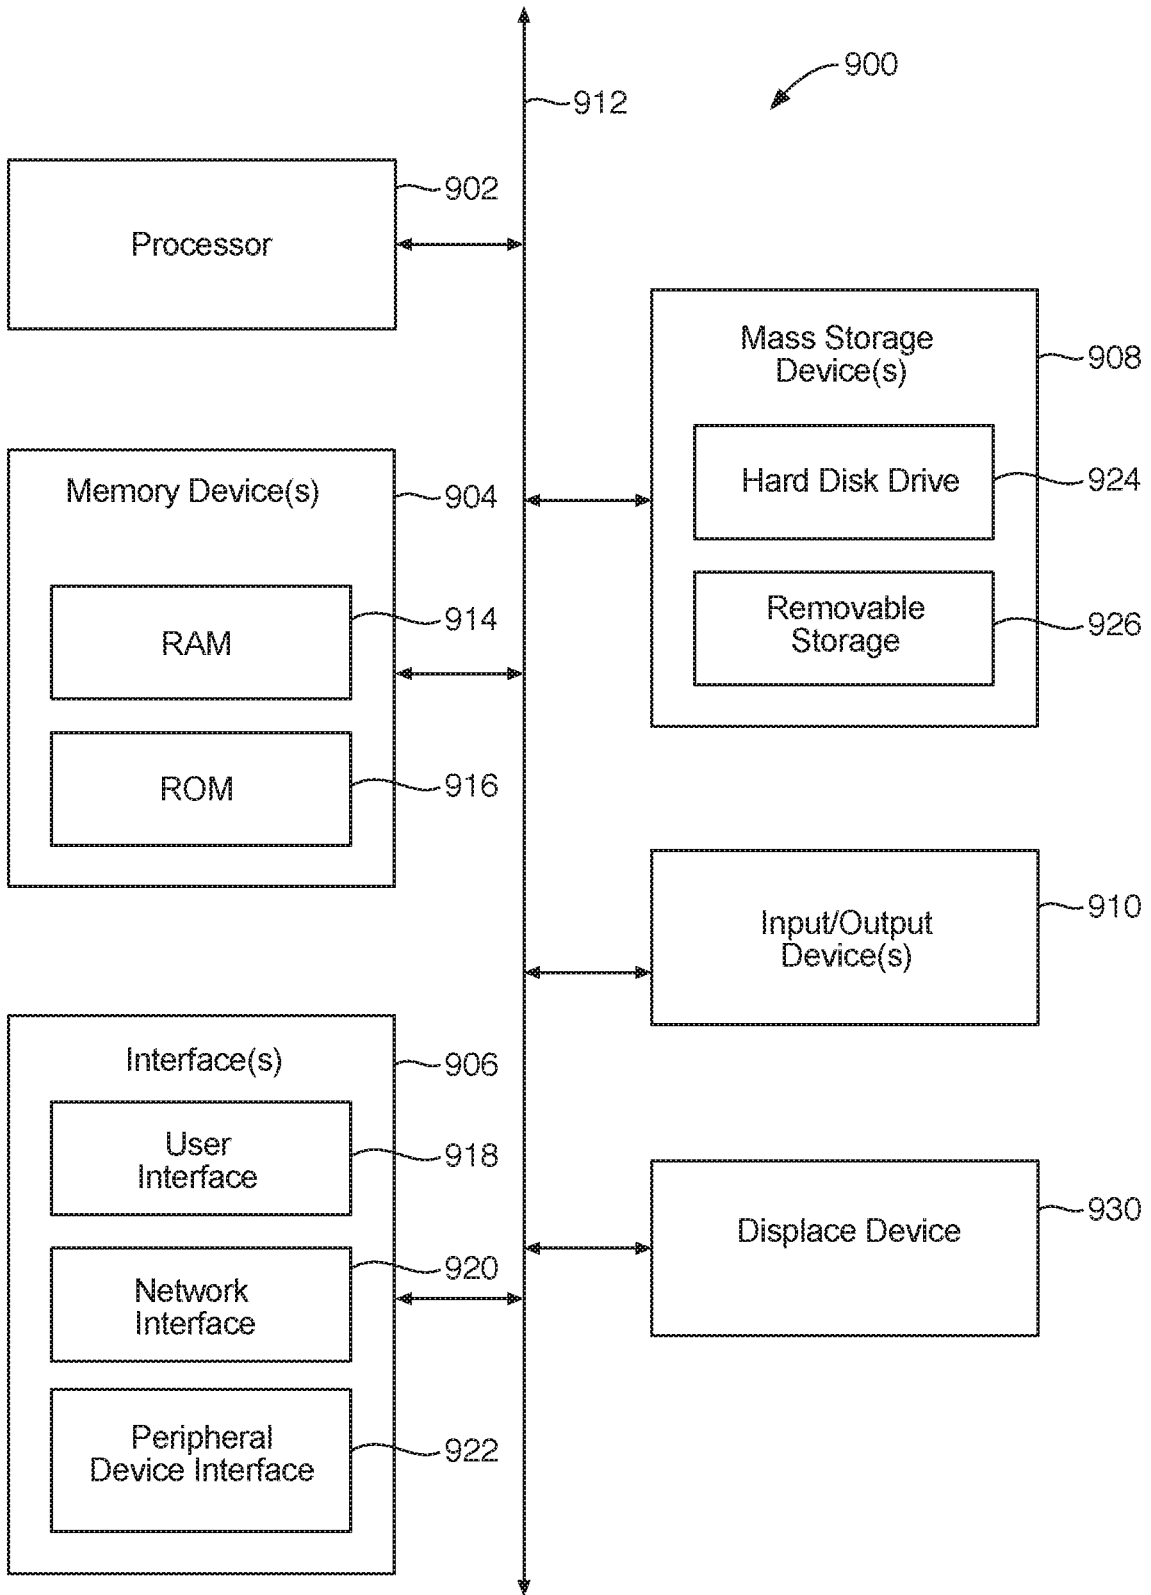 900
912
902
Processor
Mass Storage
Device(s)
908
Hard Disk Drive
924
Removable
Storage
926
Memory Device(s)
904
RAM
914
ROM
916
Input/Output
Device(s)
910
Interface(s)
906
User
Interface
918
Network
Interface
920
Peripheral
Device Interface
922
Displace Device
930